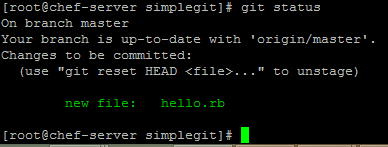 [root@chef-server simplegit]# git status
On branch master
Your branch is up-to-date with 'origin/master'.
Changes to be committed:
  (use "git reset HEAD <file>..." to unstage)

        new file:   hello.rb

[root@chef-server simplegit]#